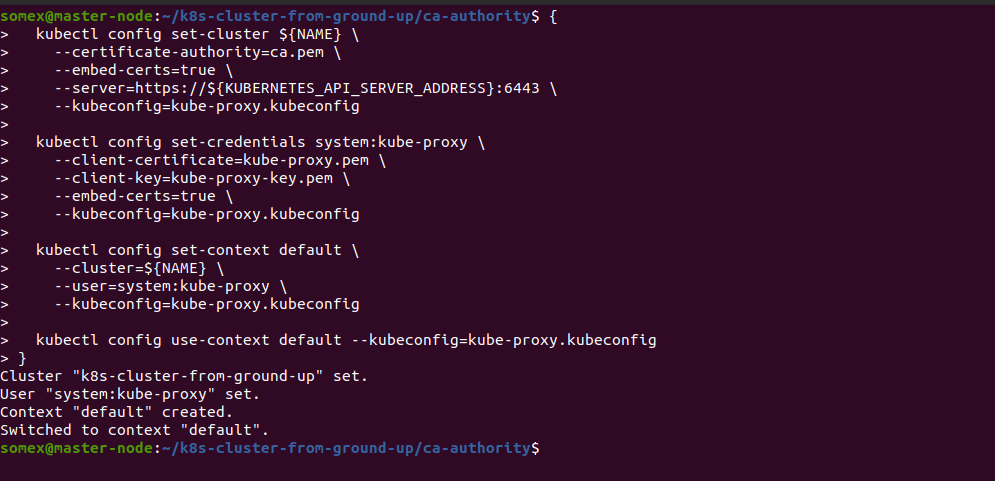 somex@master-node:~/k8s-cluster-from-ground-up/ca-authority$ {
>   kubectl config set-cluster ${NAME} \
>     --certificate-authority=ca.pem \
>     --embed-certs=true \
>     --server=https://${KUBERNETES_API_SERVER_ADDRESS}:6443 \
>     --kubeconfig=kube-proxy.kubeconfig
>
>   kubectl config set-credentials system:kube-proxy \
>     --client-certificate=kube-proxy.pem \
>     --client-key=kube-proxy-key.pem \
>     --embed-certs=true \
>     --kubeconfig=kube-proxy.kubeconfig
>
>   kubectl config set-context default \
>     --cluster=${NAME} \
>     --user=system:kube-proxy \
>     --kubeconfig=kube-proxy.kubeconfig
>
>   kubectl config use-context default --kubeconfig=kube-proxy.kubeconfig
> }
Cluster "k8s-cluster-from-ground-up" set.
User "system:kube-proxy" set.
Context "default" created.
Switched to context "default".
somex@master-node:~/k8s-cluster-from-ground-up/ca-authority$